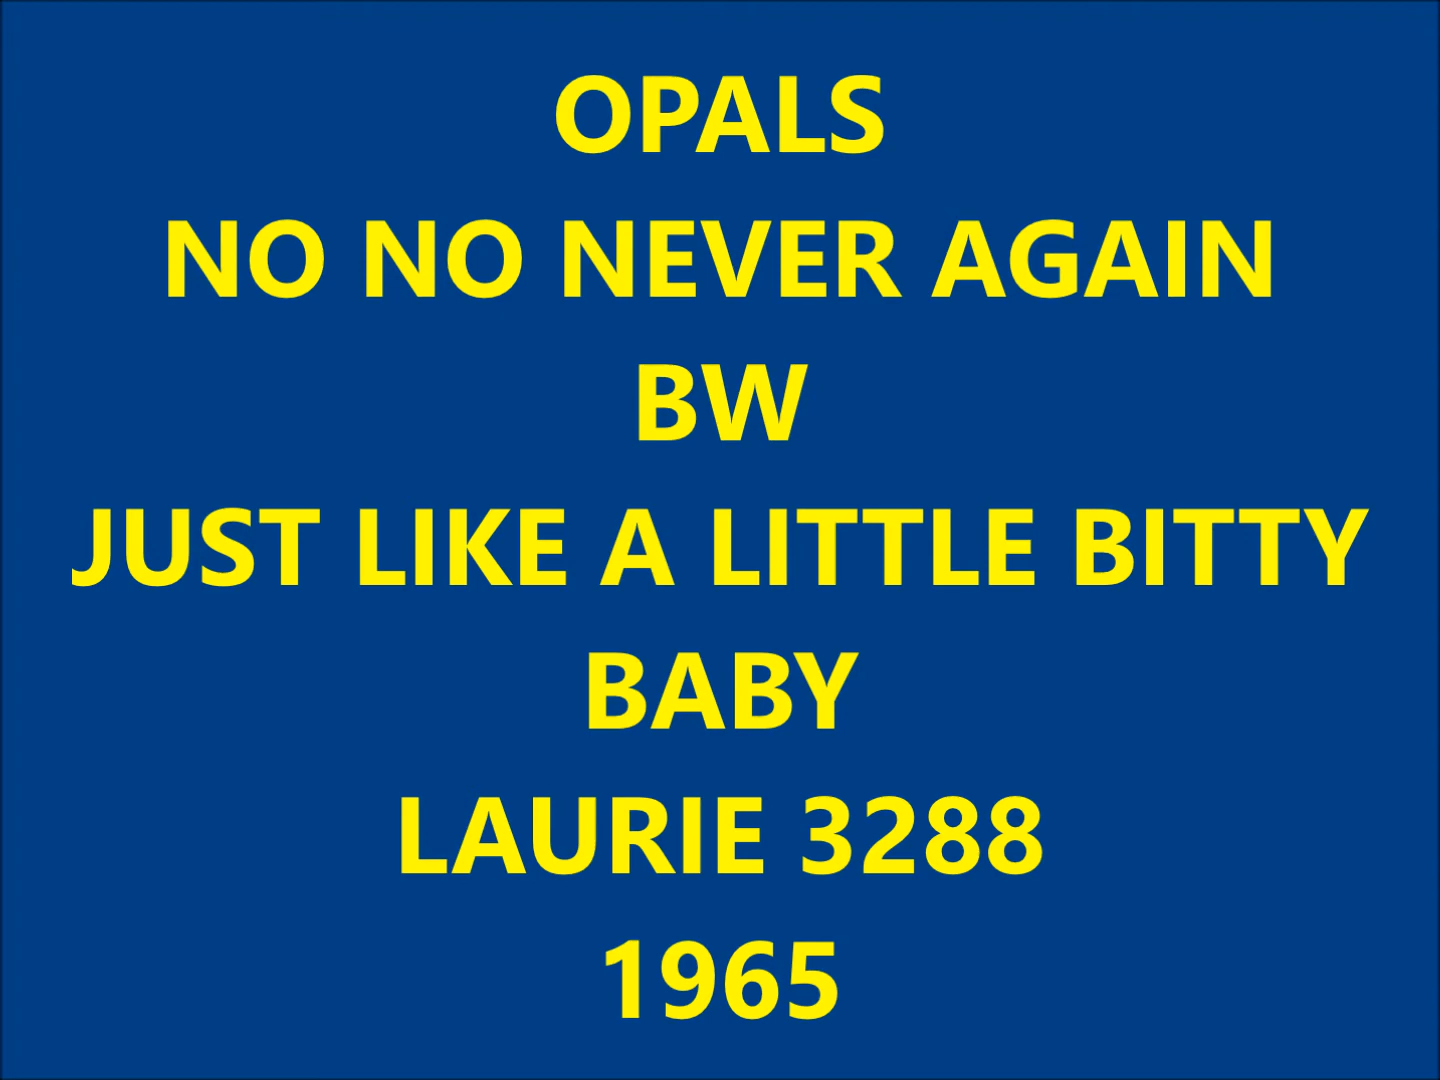 OPALS
NO NO NEVER AGAIN
BW
JUST LIKE A LITTLE BITTY
BABY
LAURIE 3288
1965